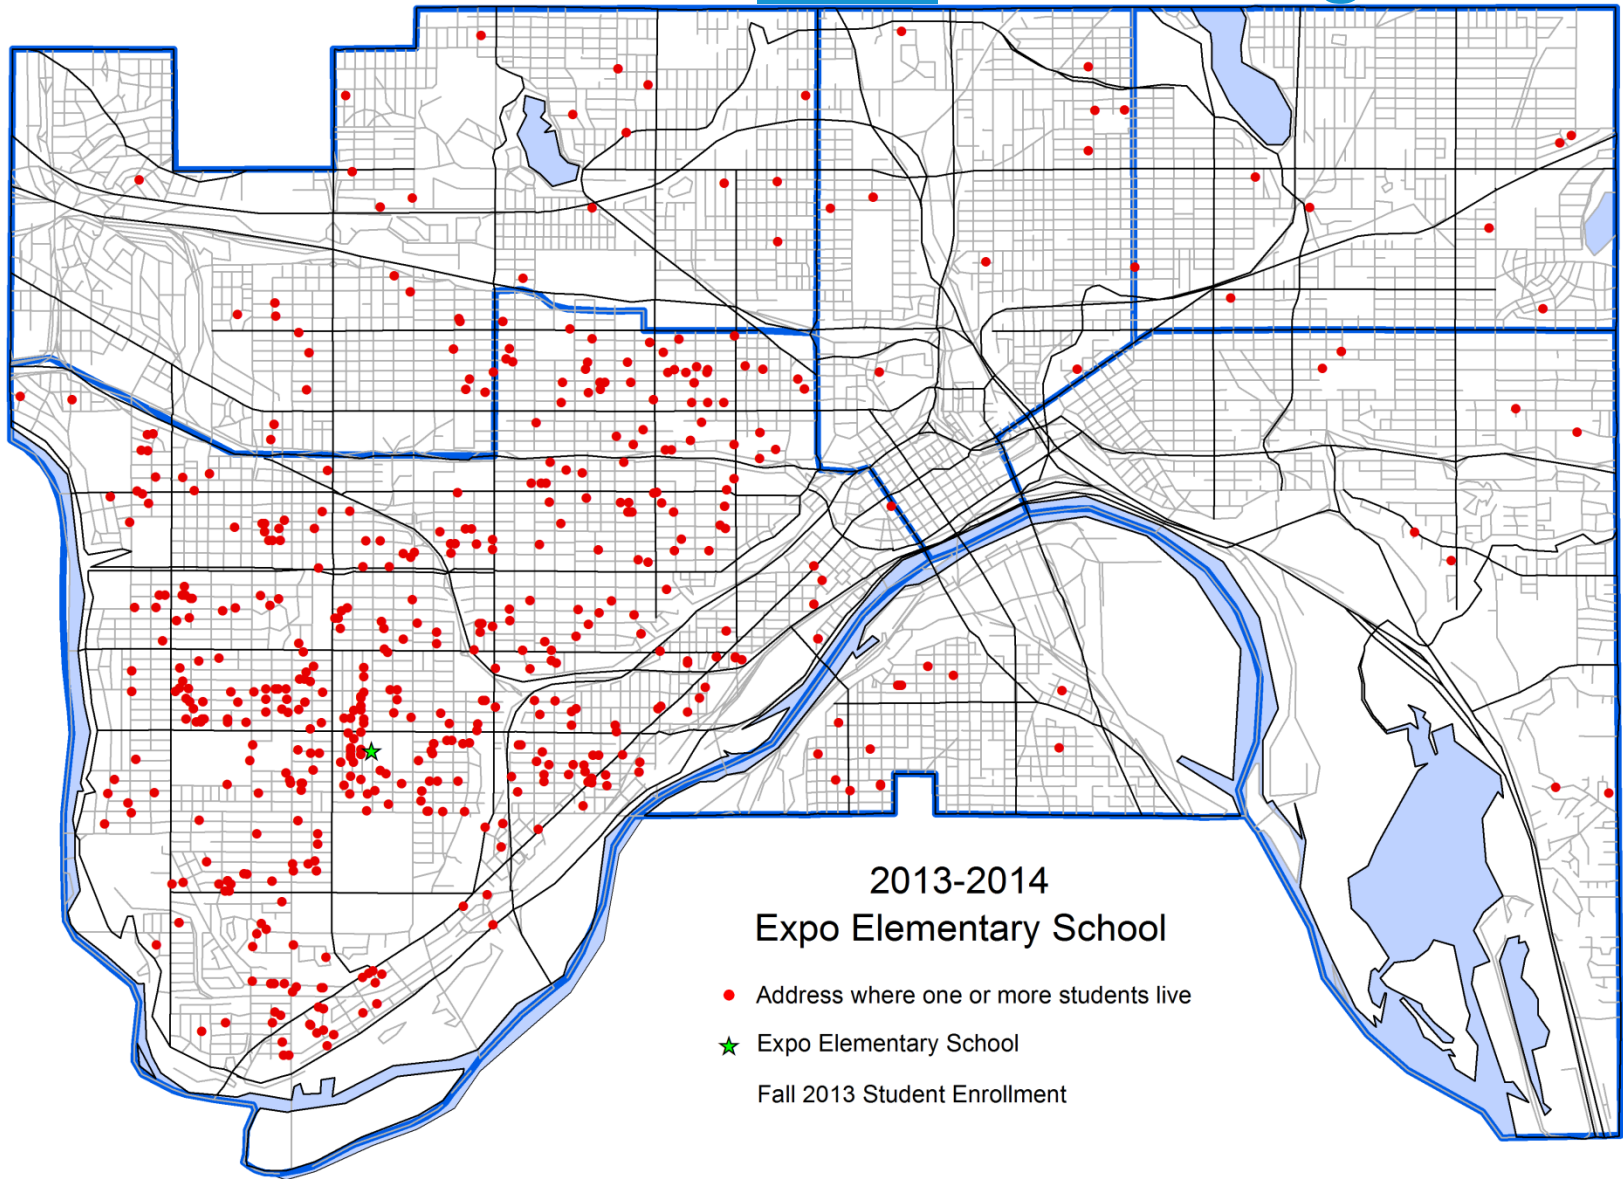 2013-2014
Expo Elementary School
Address where one or more students live
Expo Elementary School
Fall 2013 Student Enrollment